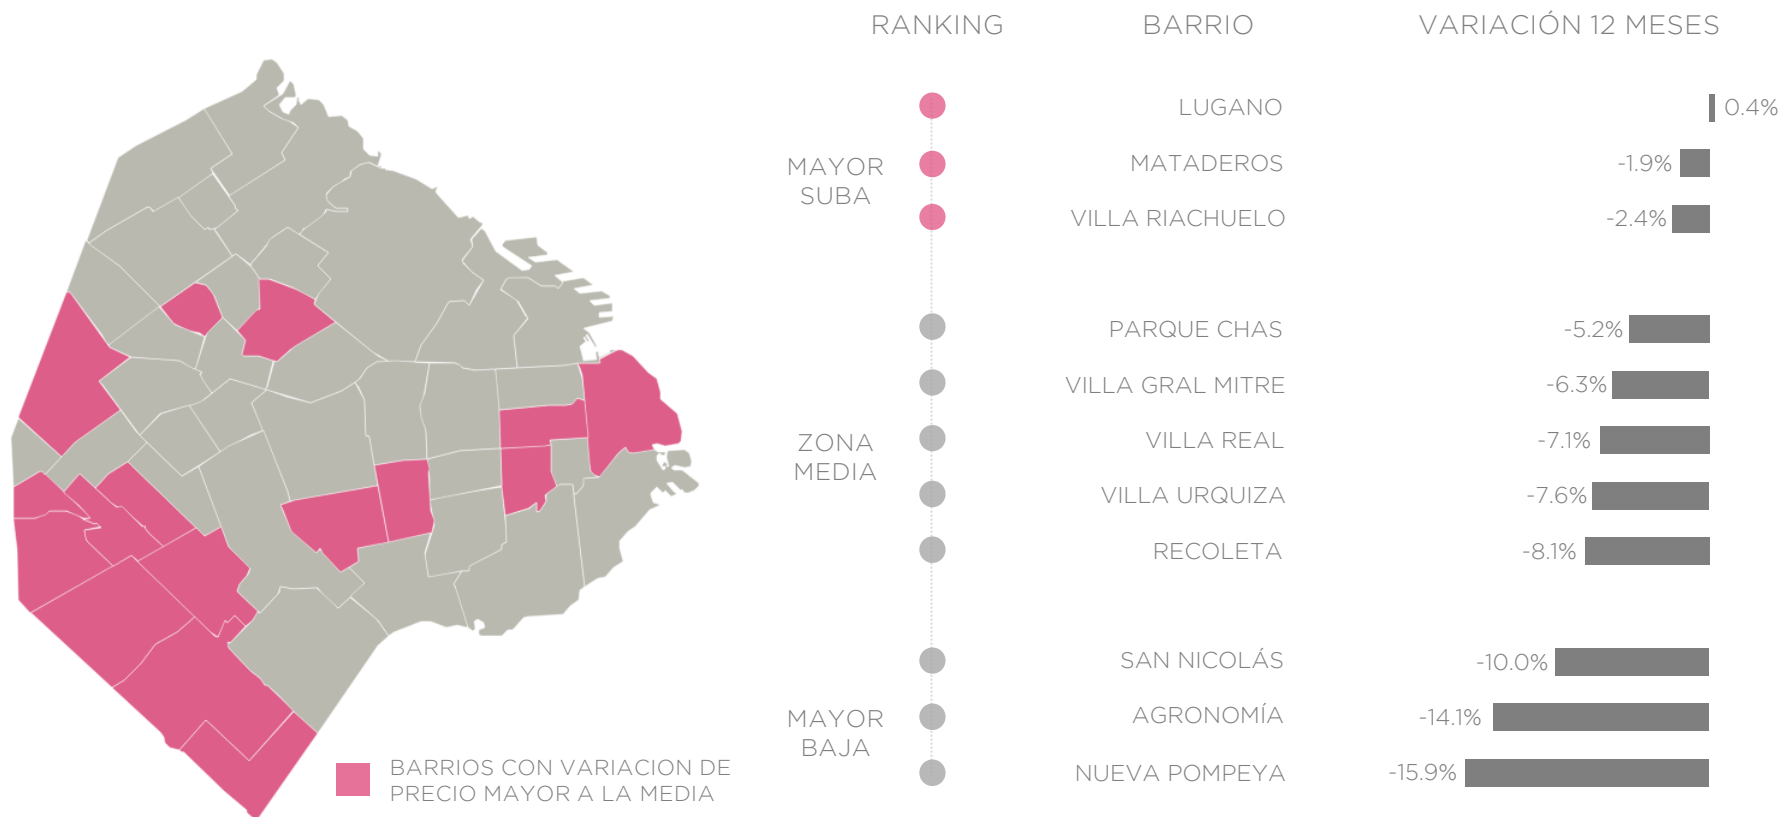 RANKING BARRIO VARIACIÓN 12 MESES
MAYOR
SUBA
LUGANO 0.4%
MATADEROS -1.9%
VILLA RIACHUELO -2.4%
ZONA
MEDIA
PARQUE CHAS -5.2%
VILLA GRAL MITRE -6.3%
VILLA REAL -7.1%
VILLA URQUIZA -7.6%
RECOLETA -8.1%
MAYOR
BAJA
SAN NICOLÁS -10.0%
AGRONOMÍA -14.1%
NUEVA POMPEYA -15.9%
BARRIOS CON VARIACION DE
PRECIO MAYOR A LA MEDIA